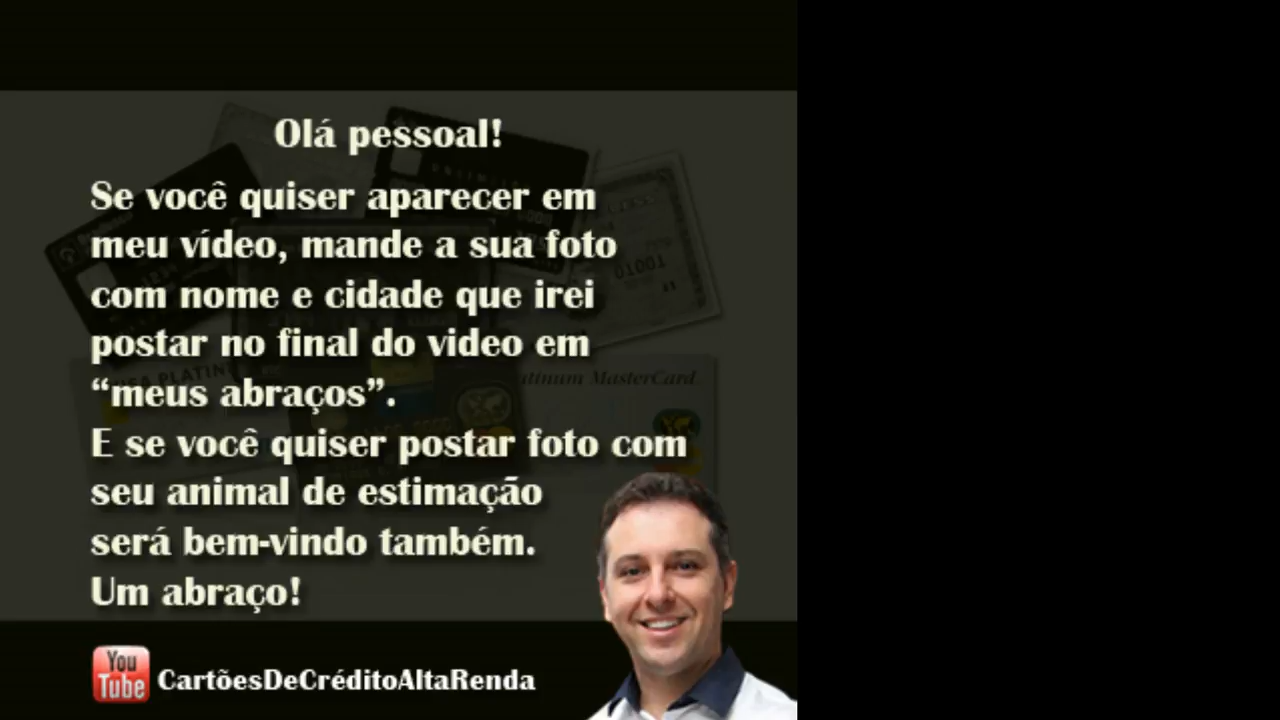 Olá pessoal!
Se você quiser aparecer em
meu vídeo, mande a sua foto
com nome e cidade que irei
postar no final do video em
“meus abraços”.
E se você quiser postar foto com
seu animal de estimação
será bem-vindo também.
Um abraço!
You
Tube
CartõesDeCréditoAltaRenda
PLATIN
MasterCard